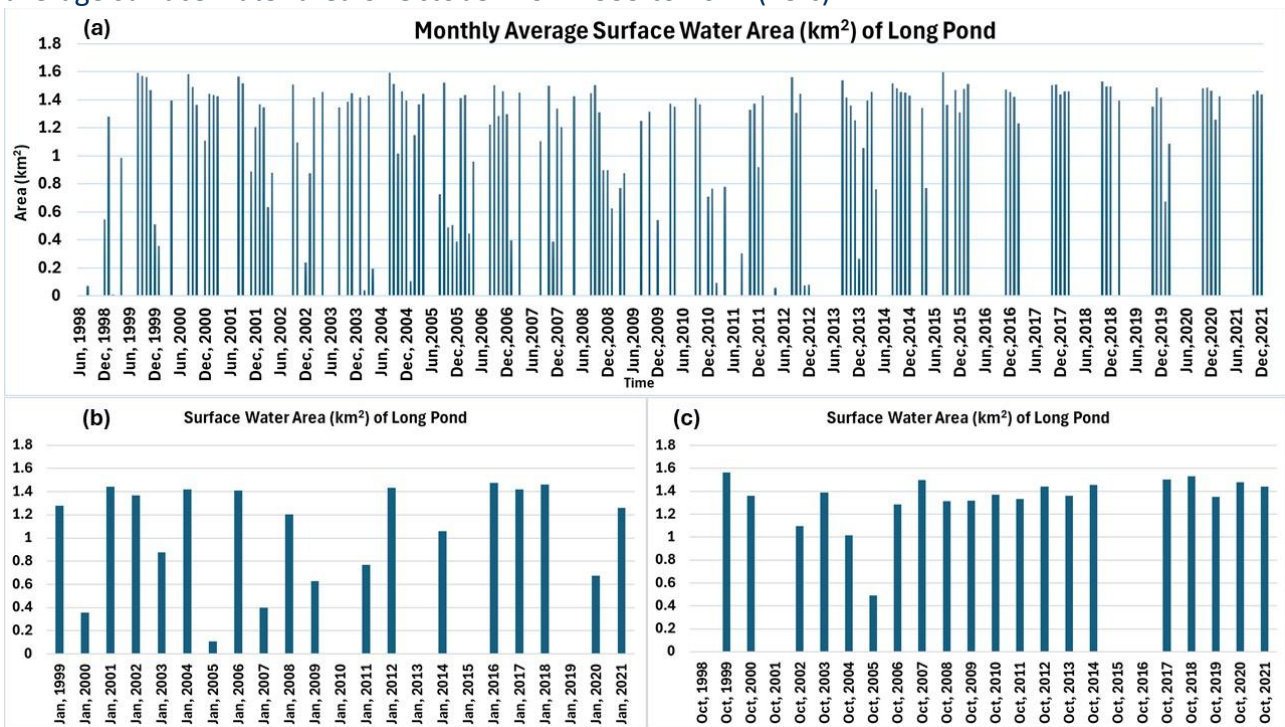 average surface water area of October from 1998 to 2021
(a)
Monthly Average Surface Water Area (km²) of Long Pond
Area (km²)
1.8
1.6
1.4
1.2
1
0.8
0.6
0.4
0.2
0
Jun, 1998
Dec, 1998
Jun, 1999
Dec, 1999
Jun, 2000
Dec, 2000
Jun, 2001
Dec, 2001
Jun, 2002
Dec, 2002
Jun, 2003
Dec, 2003
Jun, 2004
Dec, 2004
Jun,2005
Dec,2005
Jun,2006
Dec,2006
Jun,2007
Dec,2007
Jun,2008
Dec,2008
Jun,2009
Dec,2009
Jun,2010
Dec,2010
Jun,2011
Dec,2011
Jun,2012
Dec,2012
Jun,2013
Dec,2013
Jun,2014
Dec,2014
Jun,2015
Dec,2015
Jun,2016
Dec,2016
Jun,2017
Dec,2017
Jun,2018
Dec,2018
Jun,2019
Dec,2019
Jun,2020
Dec,2020
Jun,2021
Dec,2021
Time
(b)
Surface Water Area (km²) of Long Pond
1.8
1.6
1.4
1.2
1
0.8
0.6
0.4
0.2
0
Jan, 1999
Jan, 2000
Jan, 2001
Jan, 2002
Jan, 2003
Jan, 2004
Jan, 2005
Jan, 2006
Jan, 2007
Jan, 2008
Jan, 2009
Jan, 2010
Jan, 2011
Jan, 2012
Jan, 2013
Jan, 2014
Jan, 2015
Jan, 2016
Jan, 2017
Jan, 2018
Jan, 2019
Jan, 2020
Jan, 2021
(c)
Surface Water Area (km²) of Long Pond
1.8
1.6
1.4
1.2
1
0.8
0.6
0.4
0.2
0
Oct, 1998
Oct, 1999
Oct, 2000
Oct, 2001
Oct, 2002
Oct, 2003
Oct, 2004
Oct, 2005
Oct, 2006
Oct, 2007
Oct, 2008
Oct, 2009
Oct, 2010
Oct, 2011
Oct, 2012
Oct, 2013
Oct, 2014
Oct, 2015
Oct, 2016
Oct, 2017
Oct, 2018
Oct, 2019
Oct, 2020
Oct, 2021